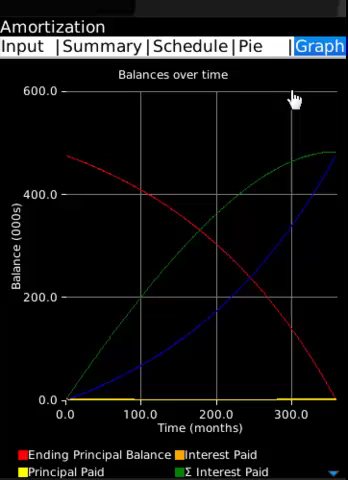 Amortization
Input |Summary|Schedule|Pie |Graph
Balances over time
600.0
400.0
200.0
0.0
Balance (000s)
0.0 100.0 200.0 300.0
Time (months)
Ending Principal Balance Interest Paid
Principal Paid Σ Interest Paid